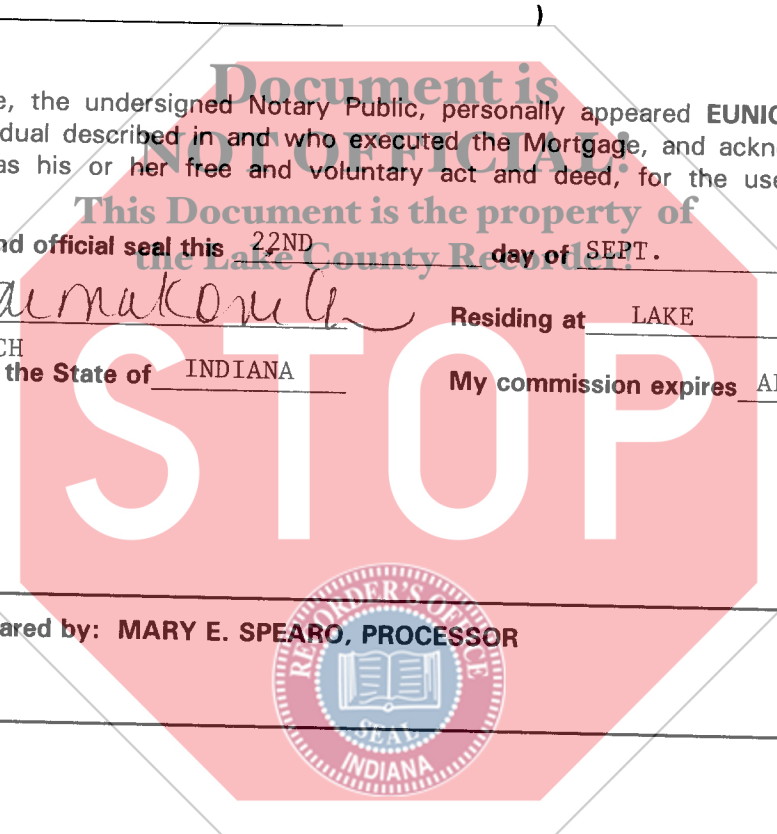 )
Document is
e, the undersigned Notary Public, personally appeared EUNIC
NOT OFFICIAL!
idual described in and who executed the Mortgage, and ackn
as his or her free and voluntary act and deed, for the use
This Document is the property of
nd official seal this 22ND day of SEPT.
the Lake County Recorder!
Residing at LAKE
CH
the State of INDIANA My commission expires
STOP
ared by: MARY E. SPEARO, PROCESSOR
RECORDER'S OFFICE
SEAL
INDIANA